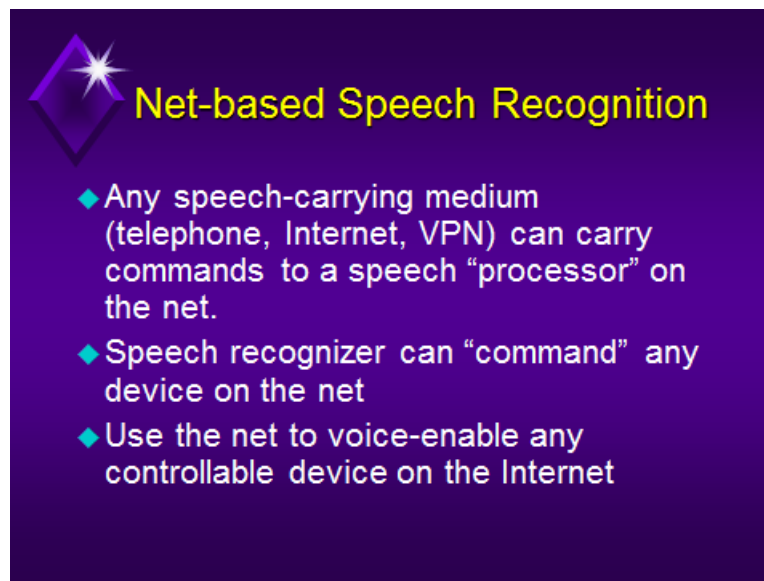 Net-based Speech Recognition
Any speech-carrying medium
(telephone, Internet, VPN) can carry
commands to a speech “processor” on
the net.
Speech recognizer can “command” any
device on the net
Use the net to voice-enable any
controllable device on the Internet